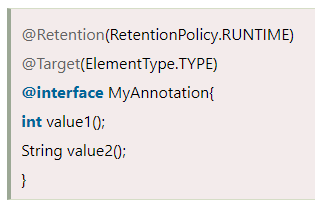 @Retention(RetentionPolicy.RUNTIME)
@Target(ElementType.TYPE)
@interface MyAnnotation{
int value1();
String value2();
}